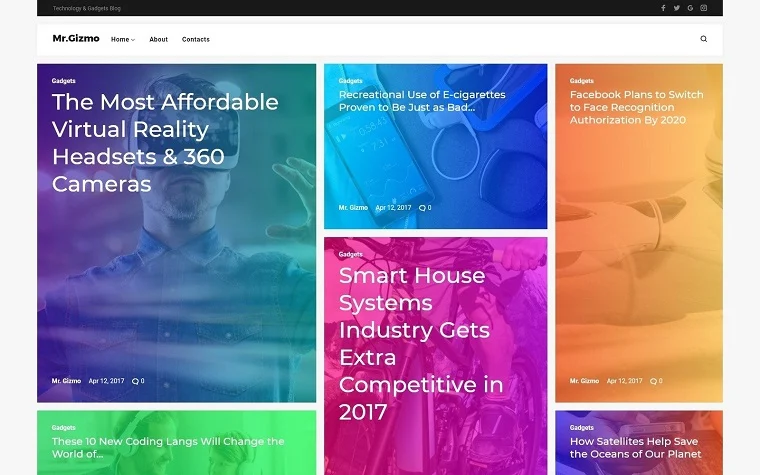 Technology & Gadgets Blog
Mr.Gizmo
Home
About
Contacts
Gadgets
The Most Affordable
Virtual Reality
Headsets & 360
Cameras
Mr. Gizmo Apr 12, 2017 0
Gadgets
Recreational Use of E-cigarettes
Proven to Be Just as Bad...
Mr. Gizmo Apr 12, 2017 0
Gadgets
Facebook Plans to Switch
to Face Recognition
Authorization By 2020
Mr. Gizmo Apr 12, 2017 0
Gadgets
Smart House
Systems
Industry Gets
Extra
Competitive in
2017
Gadgets
These 10 New Coding Langs Will Change the
World of...
Gadgets
How Satellites Help Save
the Oceans of Our Planet